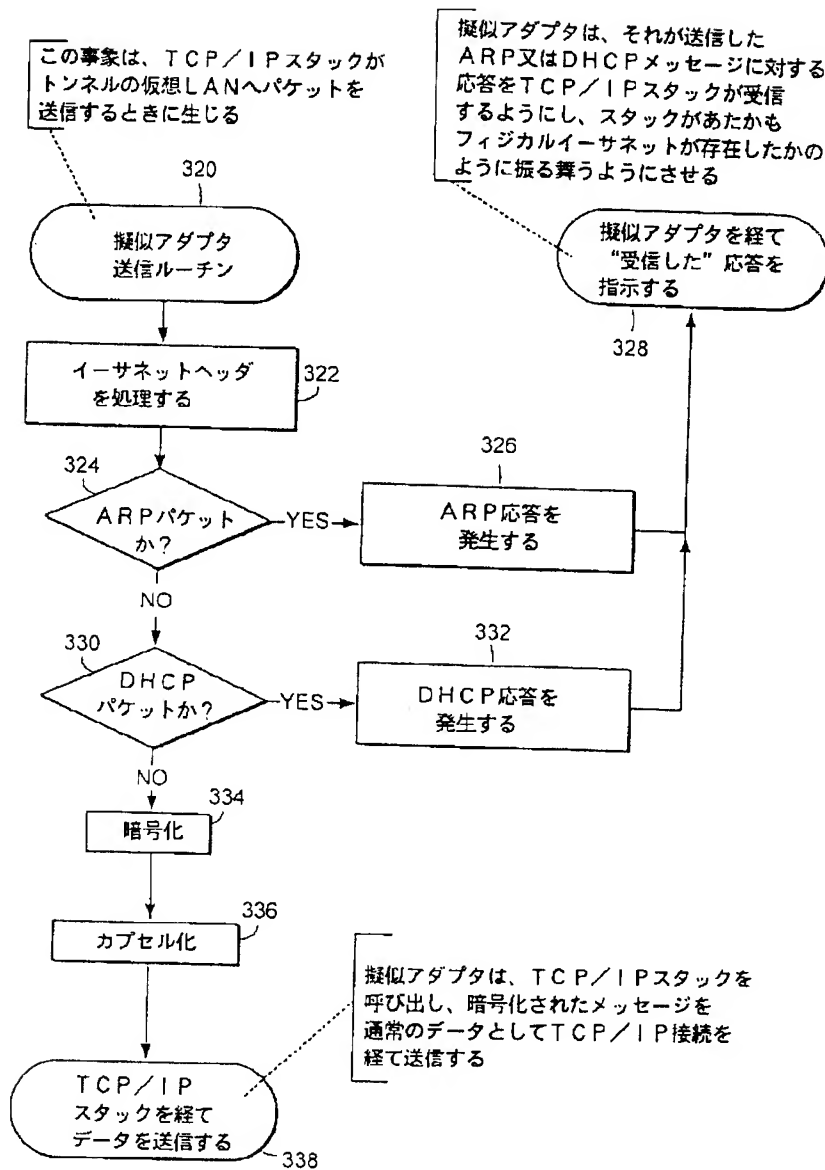 この事象は、TCP/IPスタックが
トンネルの仮想LANへパケットを
送信するときに生じる
擬似アダプタは、それが送信した
ARP又はDHCPメッセージに対する
応答をTCP/IPスタックが受信
するようにし、スタックがあたかも
フィジカルイーサネットが存在したかの
ように振る舞うようにさせる
320
擬似アダプタ
送信ルーチン
擬似アダプタを経て
“受信した”応答を
指示する
328
イーサネットヘッダ
を処理する
322
324
ARPパケット
か?
YES
326
ARP応答を
発生する
NO
330
DHCP
パケットか?
YES
332
DHCP応答を
発生する
NO
334
暗号化
336
カプセル化
擬似アダプタは、TCP/IPスタックを
呼び出し、暗号化されたメッセージを
通常のデータとしてTCP/IP接続を
経て送信する
TCP/IP
スタックを経て
データを送信する
338